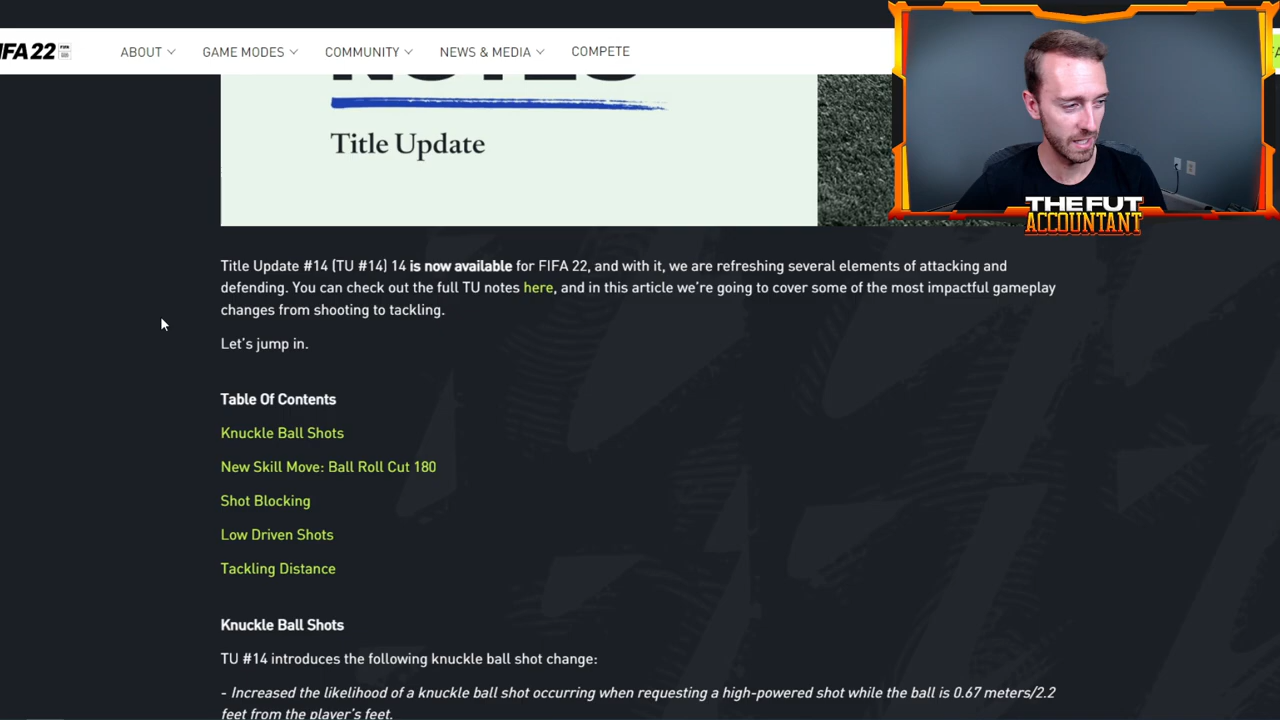 FIFA 22
ABOUT
GAME MODES
COMMUNITY
NEWS & MEDIA
COMPETE
NOTES
Title Update
THE FUT
ACCOUNTANT
Title Update #14 (TU #14) 14 is now available for FIFA 22, and with it, we are refreshing several elements of attacking and
defending. You can check out the full TU notes here, and in this article we're going to cover some of the most impactful gameplay
changes from shooting to tackling.
Let's jump in.
Table Of Contents
Knuckle Ball Shots
New Skill Move: Ball Roll Cut 180
Shot Blocking
Low Driven Shots
Tackling Distance
Knuckle Ball Shots
TU #14 introduces the following knuckle ball shot change:
- Increased the likelihood of a knuckle ball shot occurring when requesting a high-powered shot while the ball is 0.67 meters/2.2
feet from the player's feet.